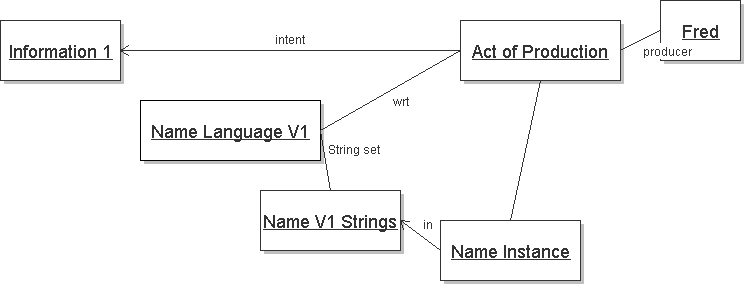 Fred
Information 1
intent
Act of Production
producer
wrt
Name Language V1
String set
Name V1 Strings
in
Name Instance